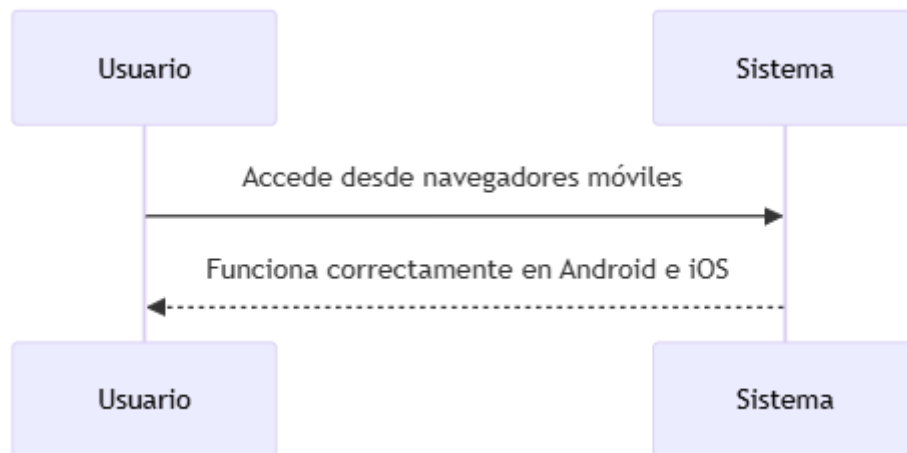 Usuario
Sistema
Accede desde navegadores móviles
Funciona correctamente en Android e iOS
Usuario
Sistema